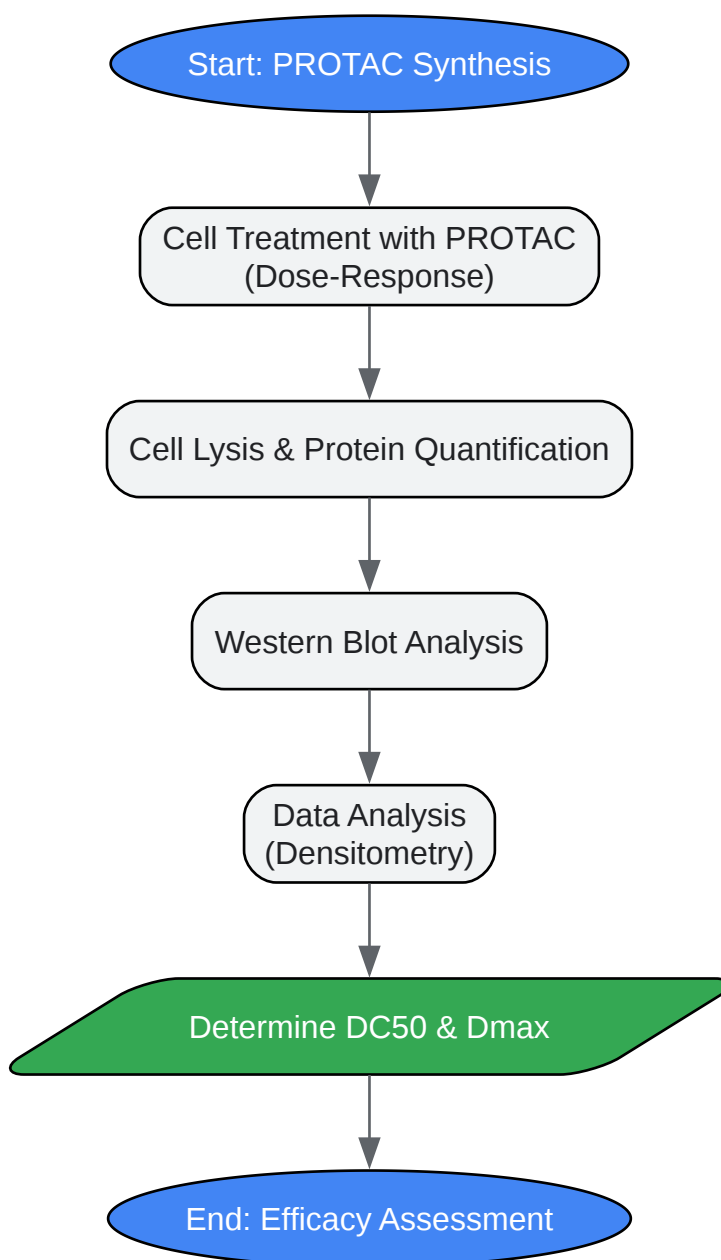 Start: PROTAC Synthesis
Cell Treatment with PROTAC
(Dose-Response)
Cell Lysis & Protein Quantification
Western Blot Analysis
Data Analysis
(Densitometry)
Determine DC50 & Dmax
End: Efficacy Assessment